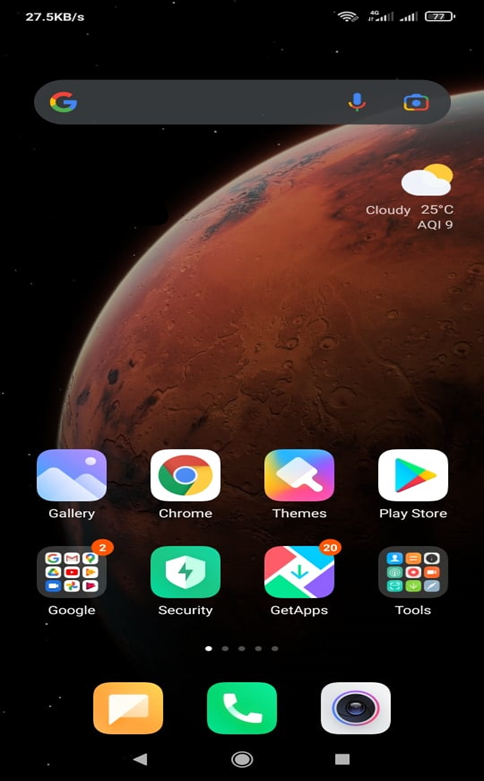 27.5KB/s
4G
77
Cloudy 25°C
AQI 9
Gallery
Chrome
Themes
Play Store
2
20
Google
Security
GetApps
Tools